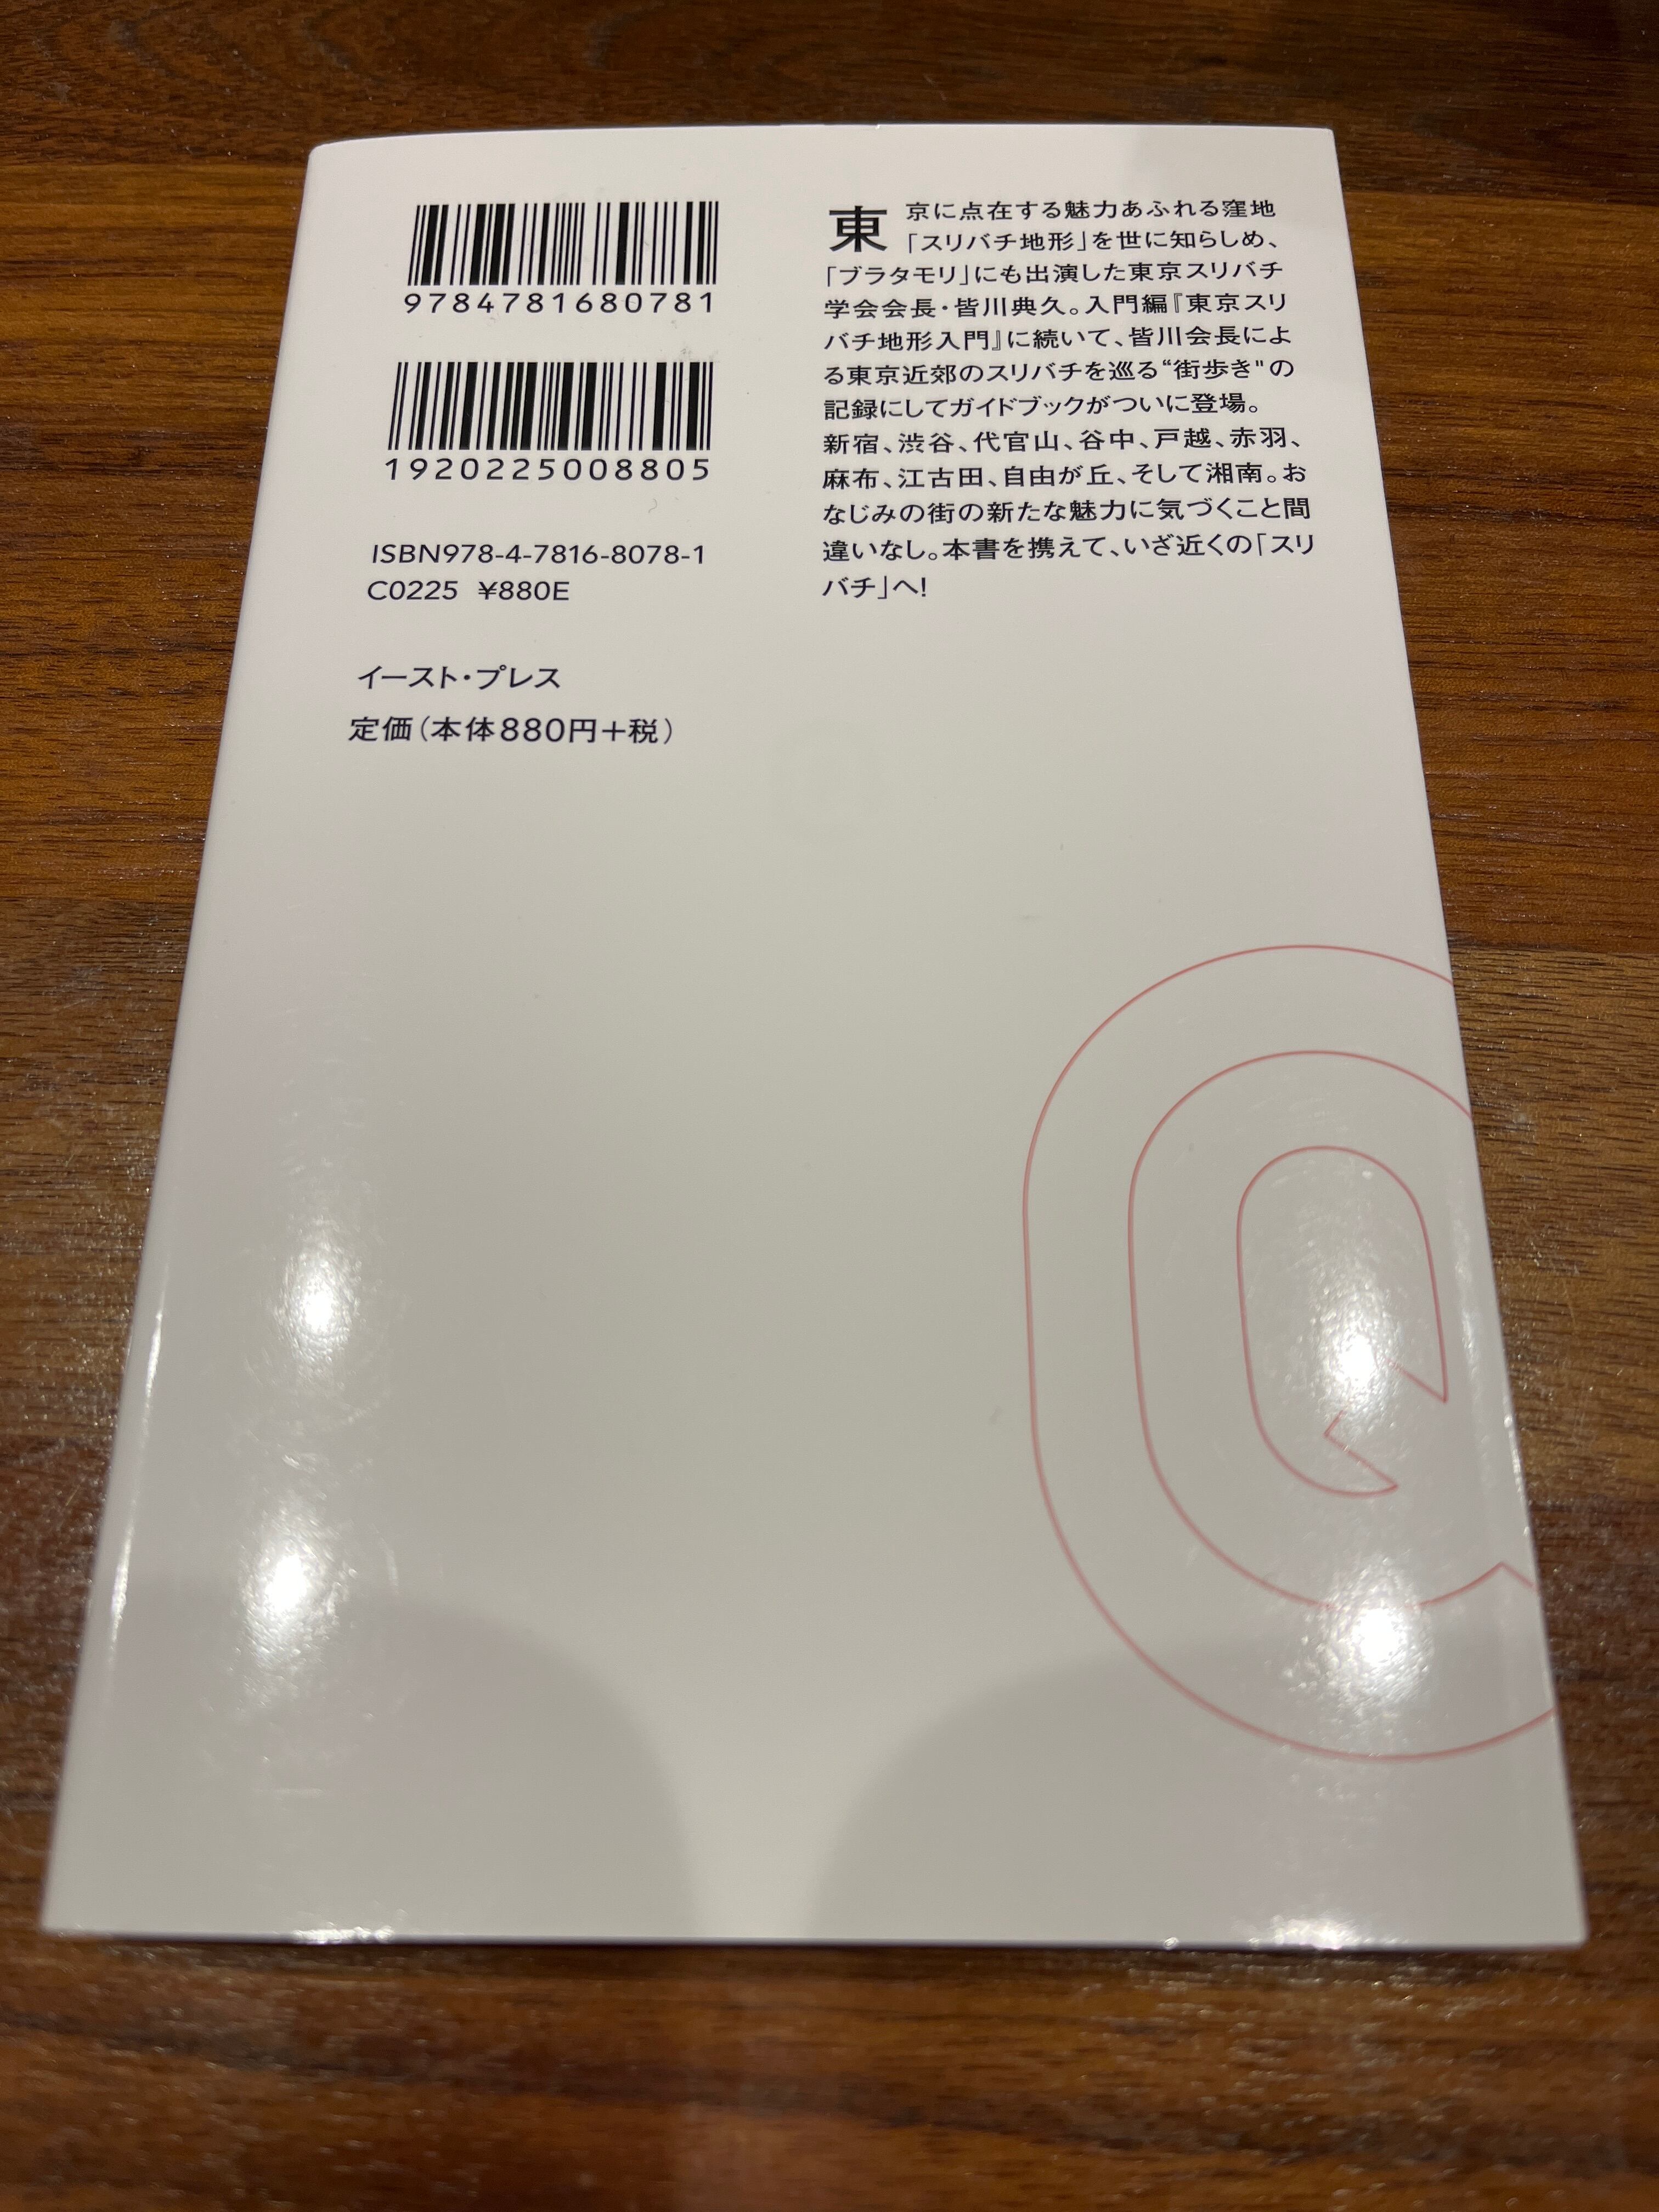 9784781680781
1920225008805
ISBN978-4-7816-8078-1
C0225 ¥880E
イースト・プレス
定価(本体880円+税)
東京に点在する魅力あふれる窪地
「スリバチ地形」を世に知らしめ、
「ブラタモリ」にも出演した東京スリバチ
学会会長・皆川典久。入門編『東京スリ
バチ地形入門』に続いて、皆川会長によ
る東京近郊のスリバチを巡る“街歩き"の
記録にしてガイドブックがついに登場。
新宿、渋谷、代官山、谷中、戸越、赤羽、
麻布、江古田、自由が丘、そして湘南。お
なじみの街の新たな魅力に気づくこと間
違いなし。本書を携えて、いざ近くの「スリ
バチ」へ!